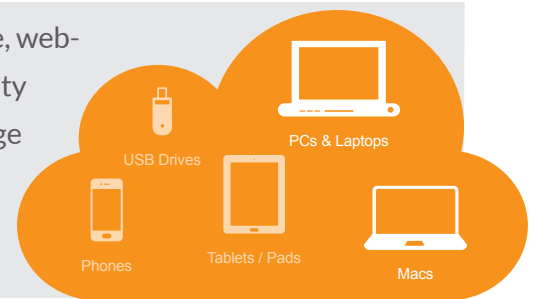 e, web-
ty
ge
PCs & Laptops
USB Drives
Tablets / Pads
Phones
Macs